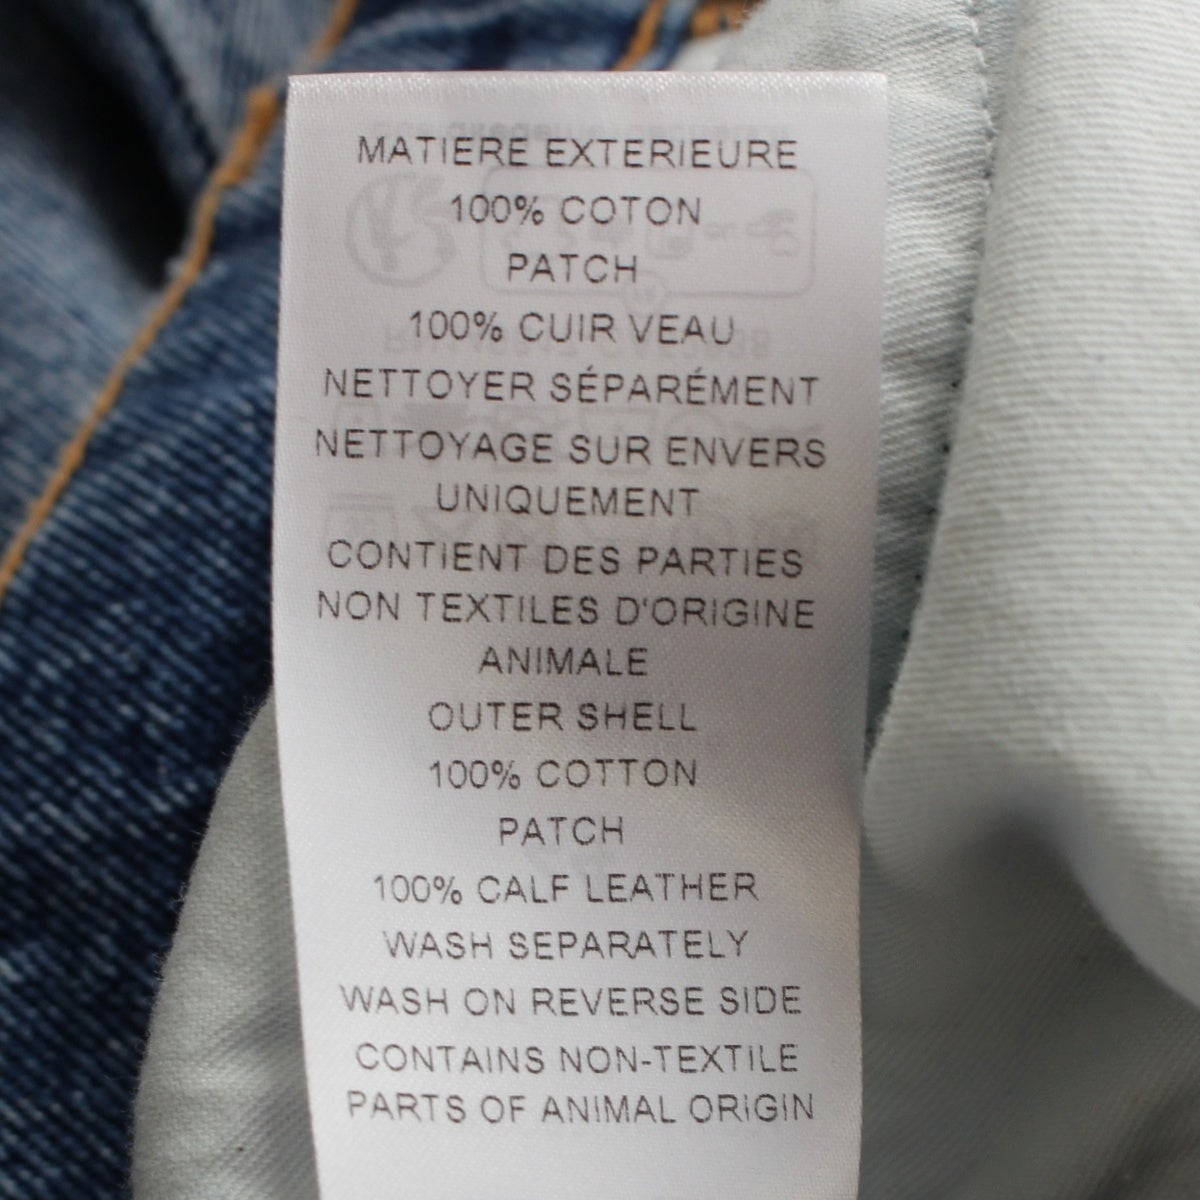 MATIERE EXTERIEURE
100% COTON
PATCH
100% CUIR VEAU
NETTOYER SÉPARÉMENT
NETTOYAGE SUR ENVERS
UNIQUEMENT
CONTIENT DES PARTIES
NON TEXTILES D'ORIGINE
ANIMALE
OUTER SHELL
100% COTTON
PATCH
100% CALF LEATHER
WASH SEPARATELY
WASH ON REVERSE SIDE
CONTAINS NON-TEXTILE
PARTS OF ANIMAL ORIGIN